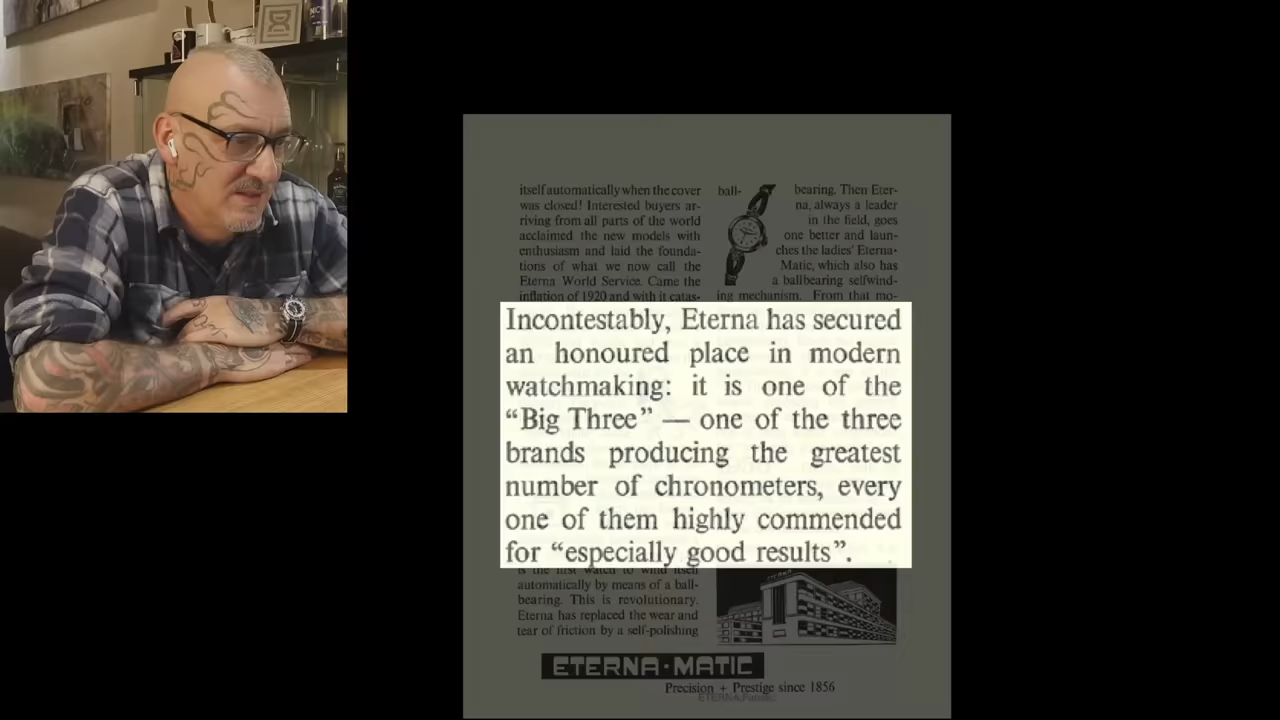 itself automatically when the cover
was closed! Interested buyers ar-
riving from all parts of the world
acclaimed the new models with
enthusiasm and laid the founda-
tions of what we now call the
Eterna World Service. Came the
inflation of 1920 and with it catas-
ball- bearing. Then Eter-
na, always a leader
in the field, goes
one better and laun-
ches the ladies' Eterna·
Matic, which also has
a ballbearing selfwind-
ing mechanism. From that mo-
Incontestably, Eterna has secured
an honoured place in modern
watchmaking: it is one of the
“Big Three” — one of the three
brands producing the greatest
number of chronometers, every
one of them highly commended
for “especially good results”.
is the first watch to wind itself
automatically by means of a ball-
bearing. This is revolutionary.
Eterna has replaced the wear and
tear of friction by a self-polishing
ETERNA·MATIC
Precision + Prestige since 1856